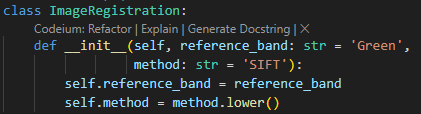 class ImageRegistration:
Codeium: Refactor | Explain | Generate Docstring | ×
def __init__(self, reference_band: str = 'Green',
method: str = 'SIFT'):
self.reference_band = reference_band
self.method = method.lower()